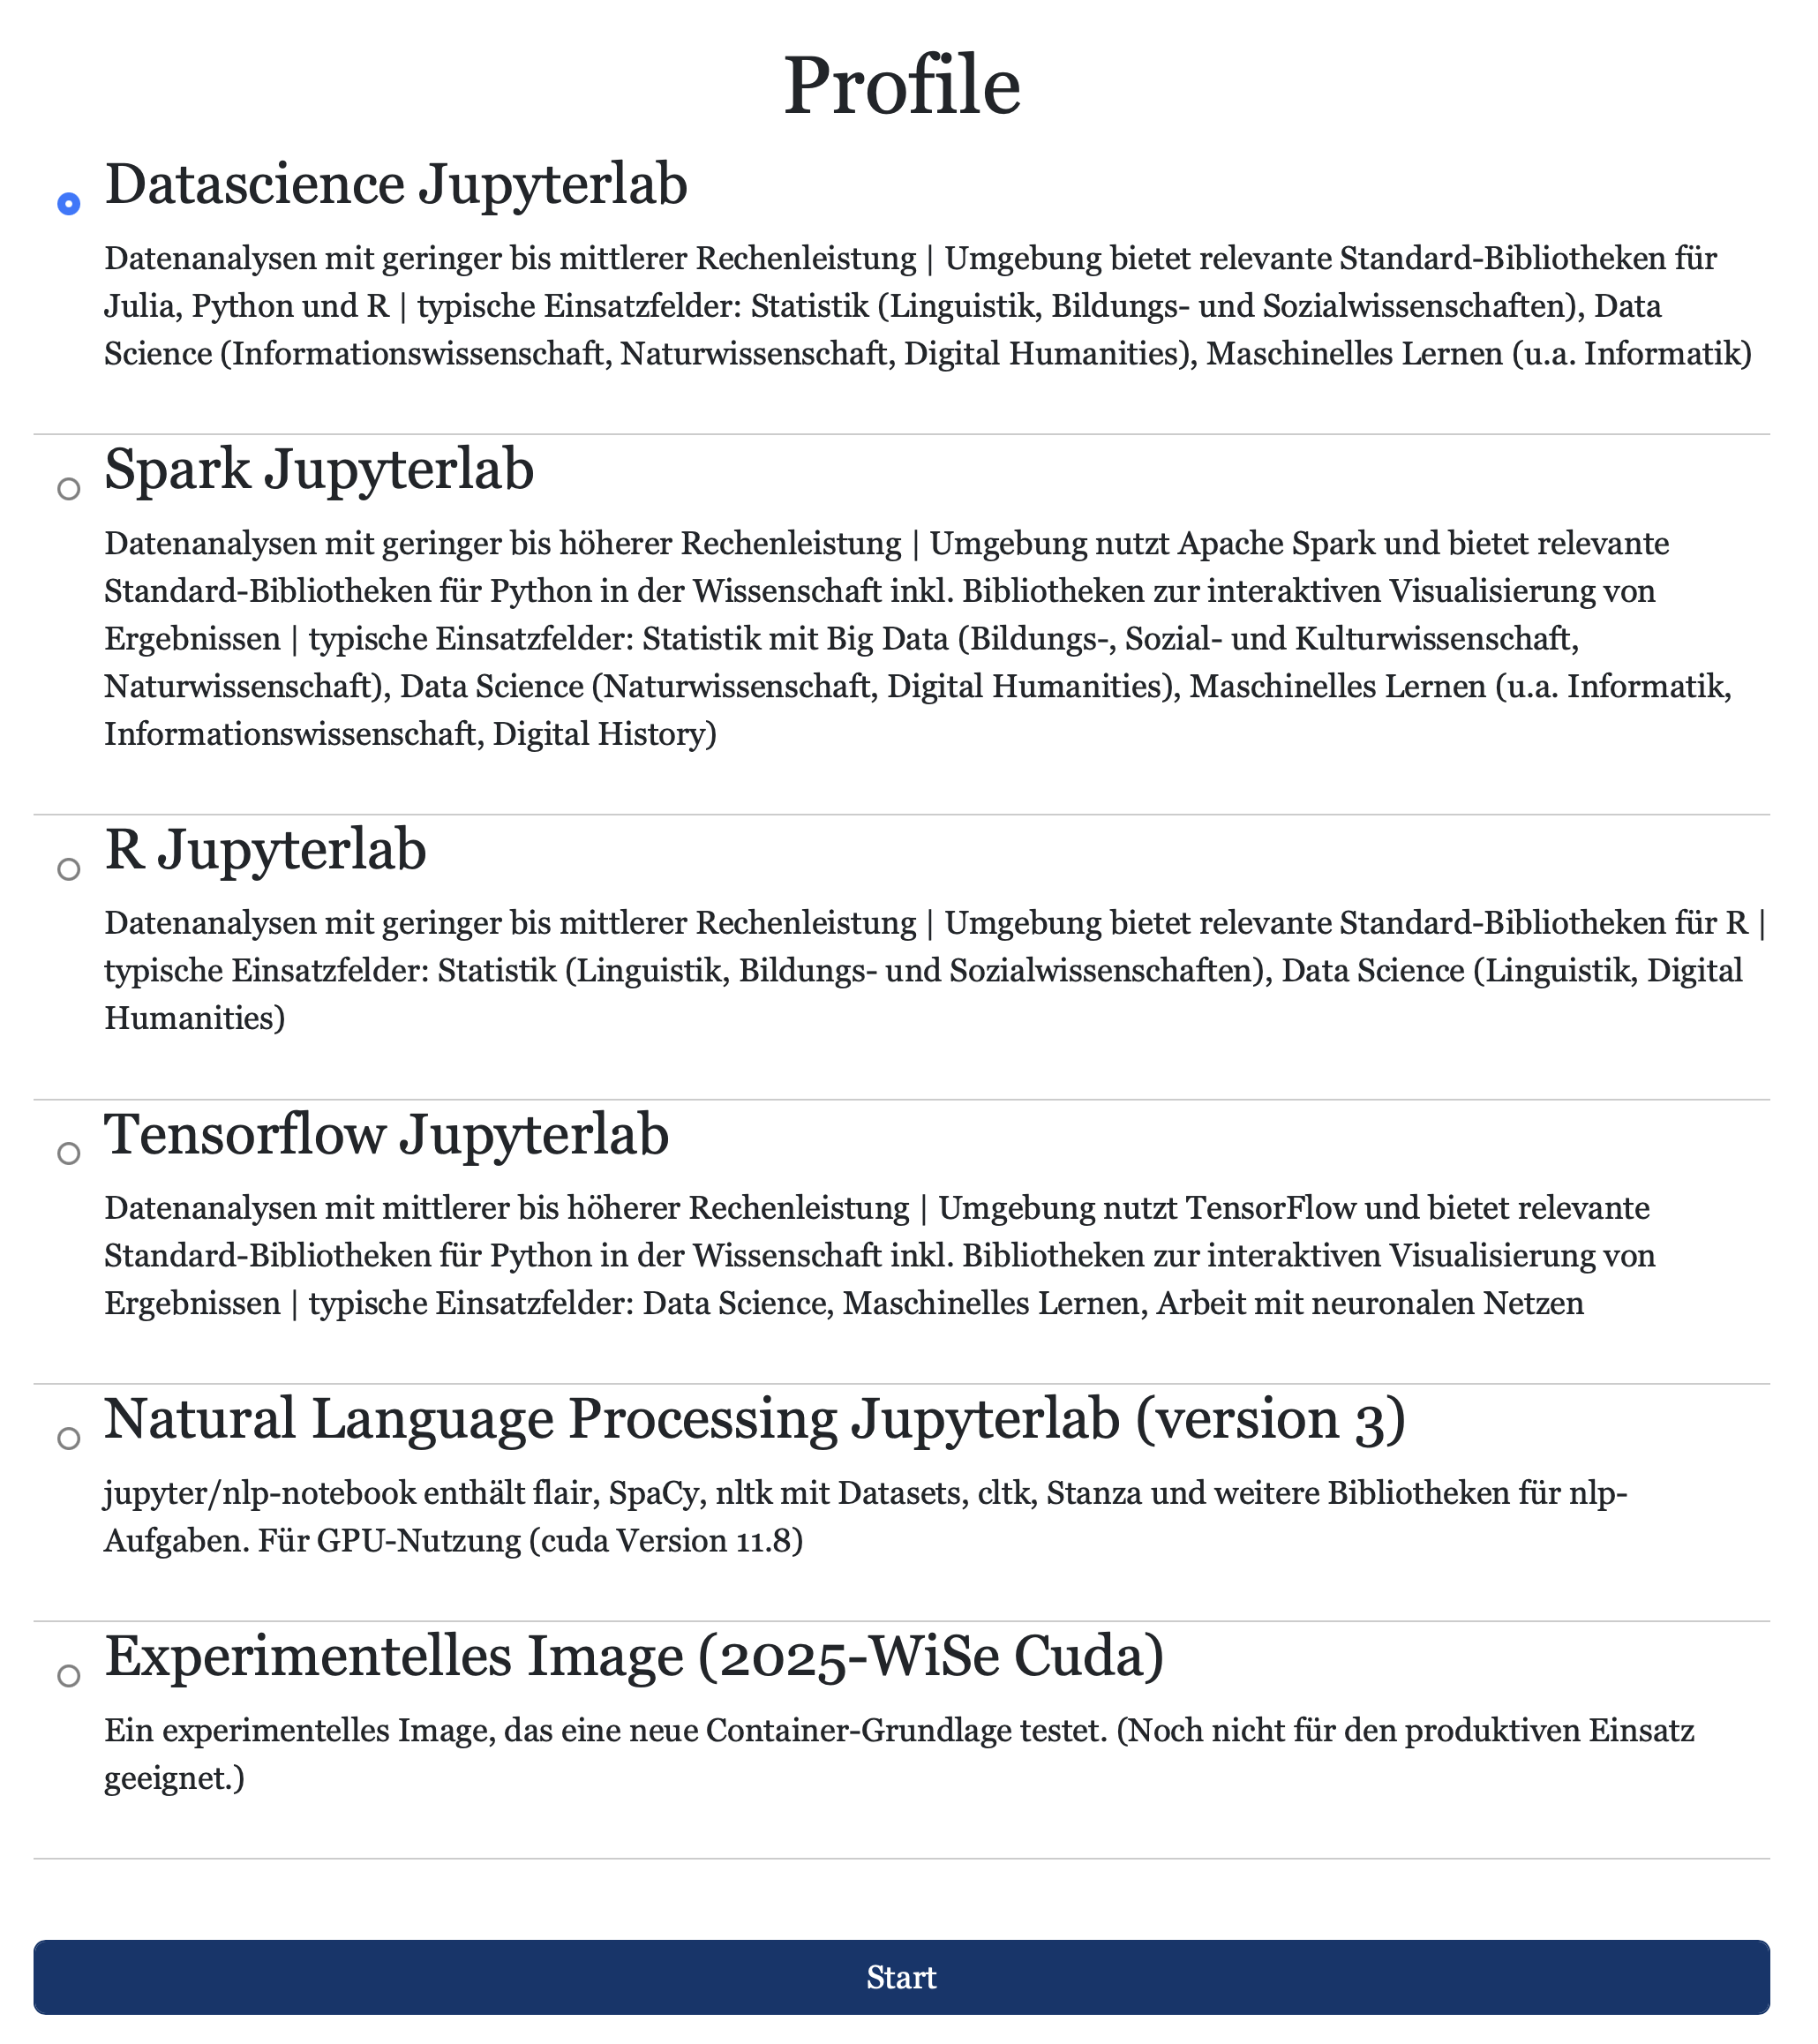 Profile
Datascience Jupyterlab
Datenanalysen mit geringer bis mittlerer Rechenleistung | Umgebung bietet relevante Standard-Bibliotheken für
Julia, Python und R | typische Einsatzfelder: Statistik (Linguistik, Bildungs- und Sozialwissenschaften), Data
Science (Informationswissenschaft, Naturwissenschaft, Digital Humanities), Maschinelles Lernen (u.a. Informatik)
Spark Jupyterlab
Datenanalysen mit geringer bis höherer Rechenleistung | Umgebung nutzt Apache Spark und bietet relevante
Standard-Bibliotheken für Python in der Wissenschaft inkl. Bibliotheken zur interaktiven Visualisierung von
Ergebnissen | typische Einsatzfelder: Statistik mit Big Data (Bildungs-, Sozial- und Kulturwissenschaft,
Naturwissenschaft), Data Science (Naturwissenschaft, Digital Humanities), Maschinelles Lernen (u.a. Informatik,
Informationswissenschaft, Digital History)
R Jupyterlab
Datenanalysen mit geringer bis mittlerer Rechenleistung | Umgebung bietet relevante Standard-Bibliotheken für R |
typische Einsatzfelder: Statistik (Linguistik, Bildungs- und Sozialwissenschaften), Data Science (Linguistik, Digital
Humanities)
Tensorflow Jupyterlab
Datenanalysen mit mittlerer bis höherer Rechenleistung | Umgebung nutzt TensorFlow und bietet relevante
Standard-Bibliotheken für Python in der Wissenschaft inkl. Bibliotheken zur interaktiven Visualisierung von
Ergebnissen | typische Einsatzfelder: Data Science, Maschinelles Lernen, Arbeit mit neuronalen Netzen
Natural Language Processing Jupyterlab (version 3)
jupyter/nlp-notebook enthält flair, SpaCy, nltk mit Datasets, cltk, Stanza und weitere Bibliotheken für nlp-
Aufgaben. Für GPU-Nutzung (cuda Version 11.8)
Experimentelles Image (2025-WiSe Cuda)
Ein experimentelles Image, das eine neue Container-Grundlage testet. (Noch nicht für den produktiven Einsatz
geeignet.)
Start